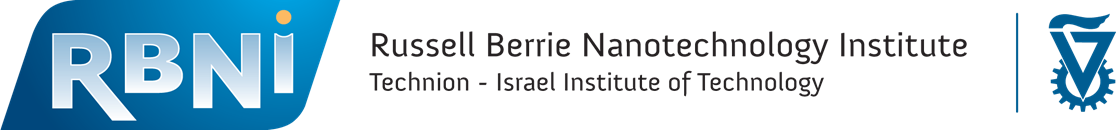 RBNi
Russell Berrie Nanotechnology Institute
Technion - Israel Institute of Technology